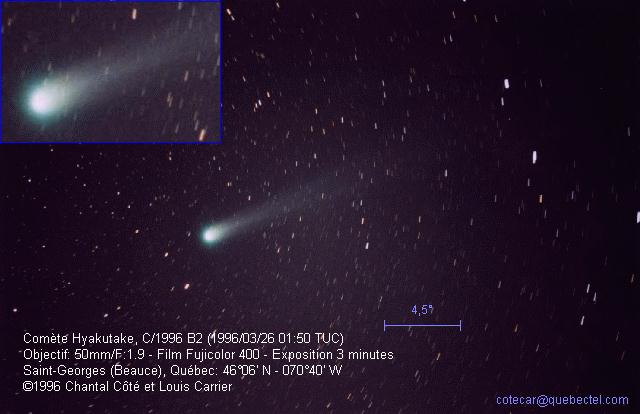 4,5°
Comète Hyakutake, C/1996 B2 (1996/03/26 01:50 TUC)
Objectif: 50mm/F:1.9 - Film Fujicolor 400 - Exposition 3 minutes
Saint-Georges (Beauce), Québec: 46°06' N - 070°40' W
©1996 Chantal Côté et Louis Carrier
cotecar@quebectel.com